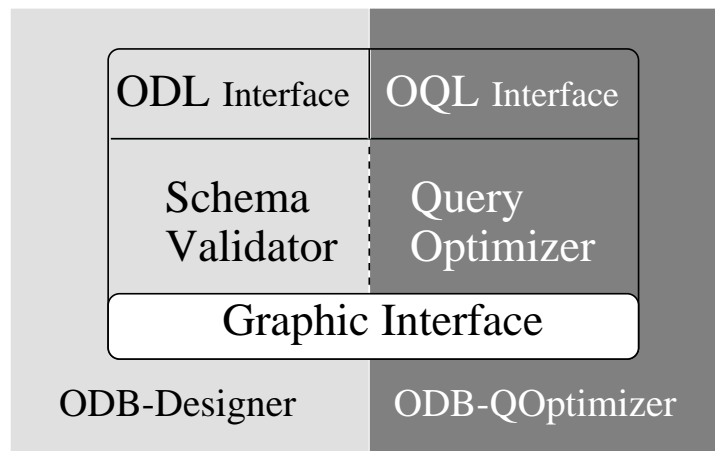 ODL Interface
OQL Interface
Schema
Validator
Query
Optimizer
Graphic Interface
ODB-Designer
ODB-QOptimizer